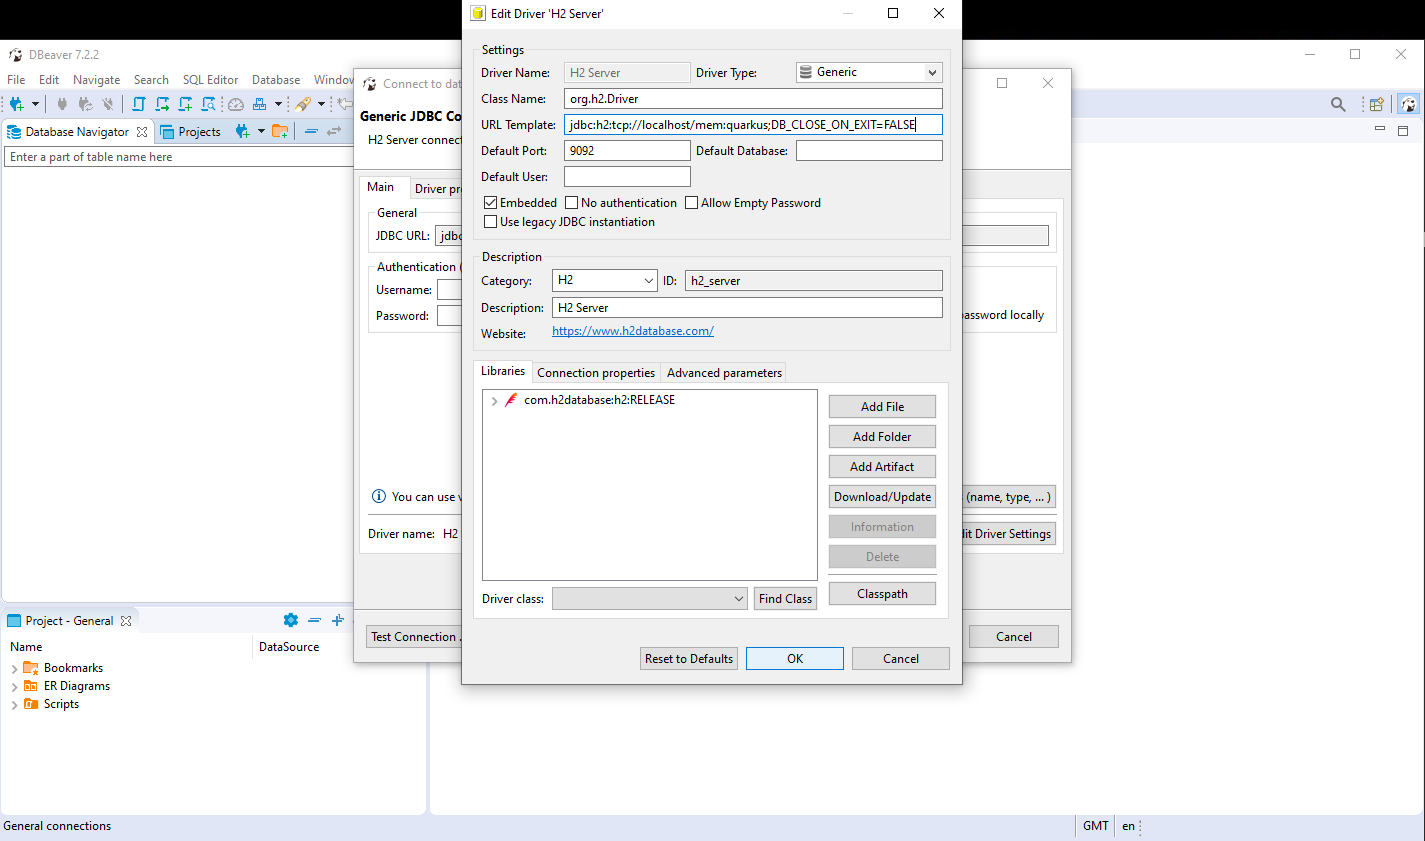 Edit Driver 'H2 Server'
DBeaver 7.2.2
File Edit Navigate Search SQL Editor Database Window
Database Navigator
Projects
Enter a part of table name here
Connect to
Generic JDBC
H2 Server
Main
Driver
General
JDBC URL:
Authentication
Username:
Password:
password locally
You can use
(name, type, ... )
Driver name: H2
Driver Settings
Test Connection
Cancel
Settings
Driver Name: H2 Server Driver Type: Generic
Class Name: org.h2.Driver
URL Template: jdbc:h2:tcp://localhost/mem:quarkus;DB_CLOSE_ON_EXIT=FALSE
Default Port: 9092 Default Database:
Default User:
Embedded No authentication Allow Empty Password
Use legacy JDBC instantiation
Description
Category: H2 ID: h2_server
Description: H2 Server
Website: https://www.h2database.com/
Libraries Connection properties Advanced parameters
com.h2database:h2:RELEASE
Add File
Add Folder
Add Artifact
Download/Update
Information
Delete
Classpath
Driver class: Find Class
Reset to Defaults OK Cancel
Project - General
Name DataSource
Bookmarks
ER Diagrams
Scripts
General connections
GMT en